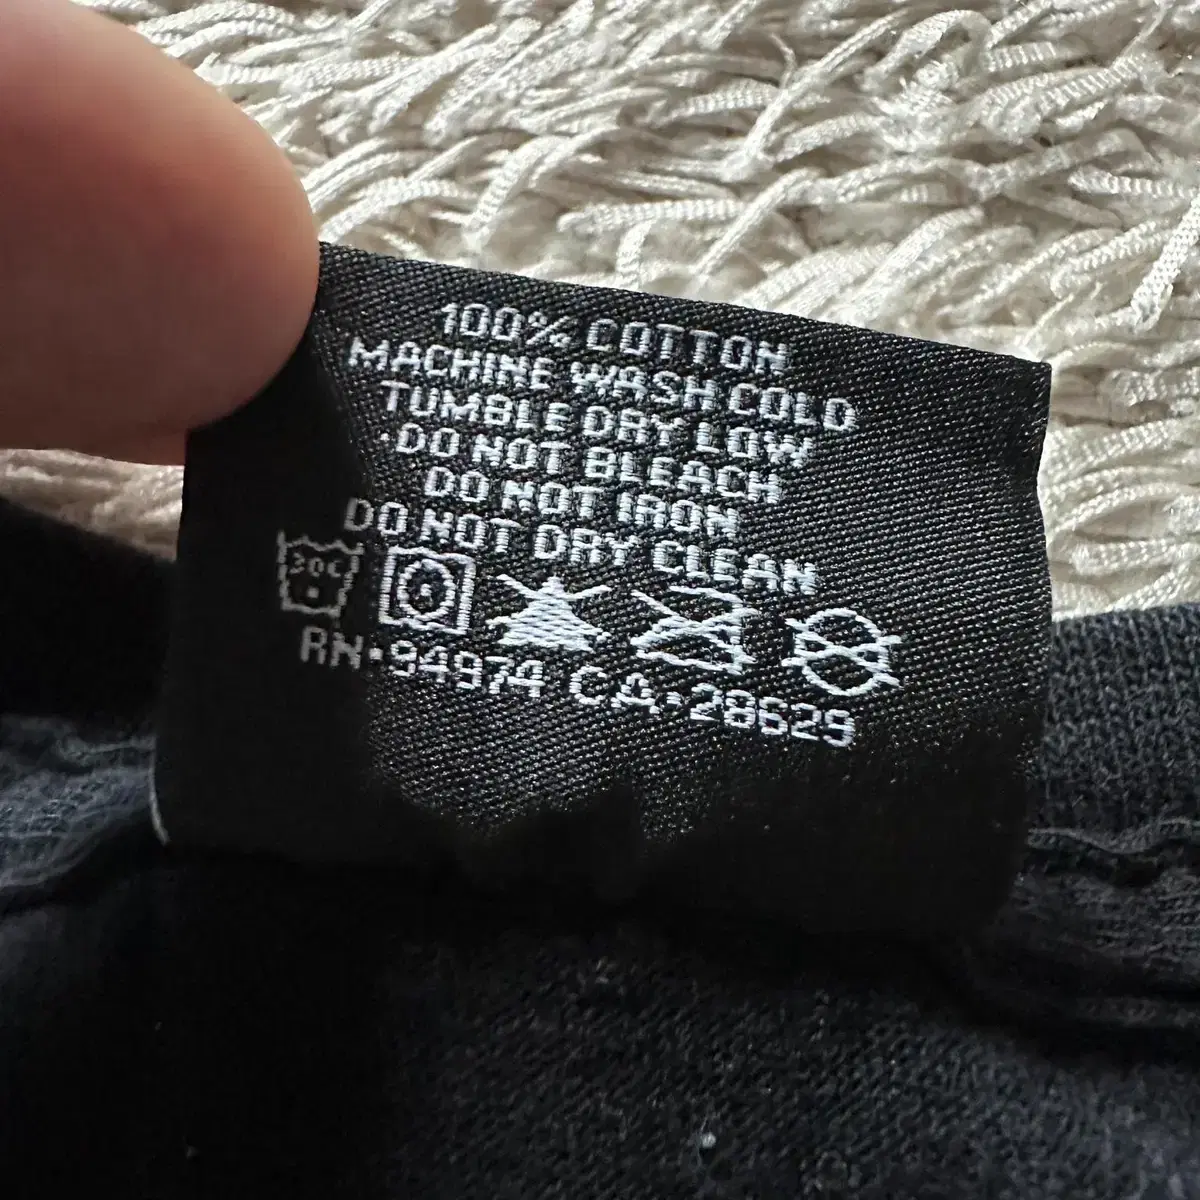 100% COTTON
MACHINE WASH COLD
TUMBLE DRY LOW
·DO NOT BLEACH
DO NOT IRON
DO NOT DRY CLEAN
30C
RN·94974 CA·28629